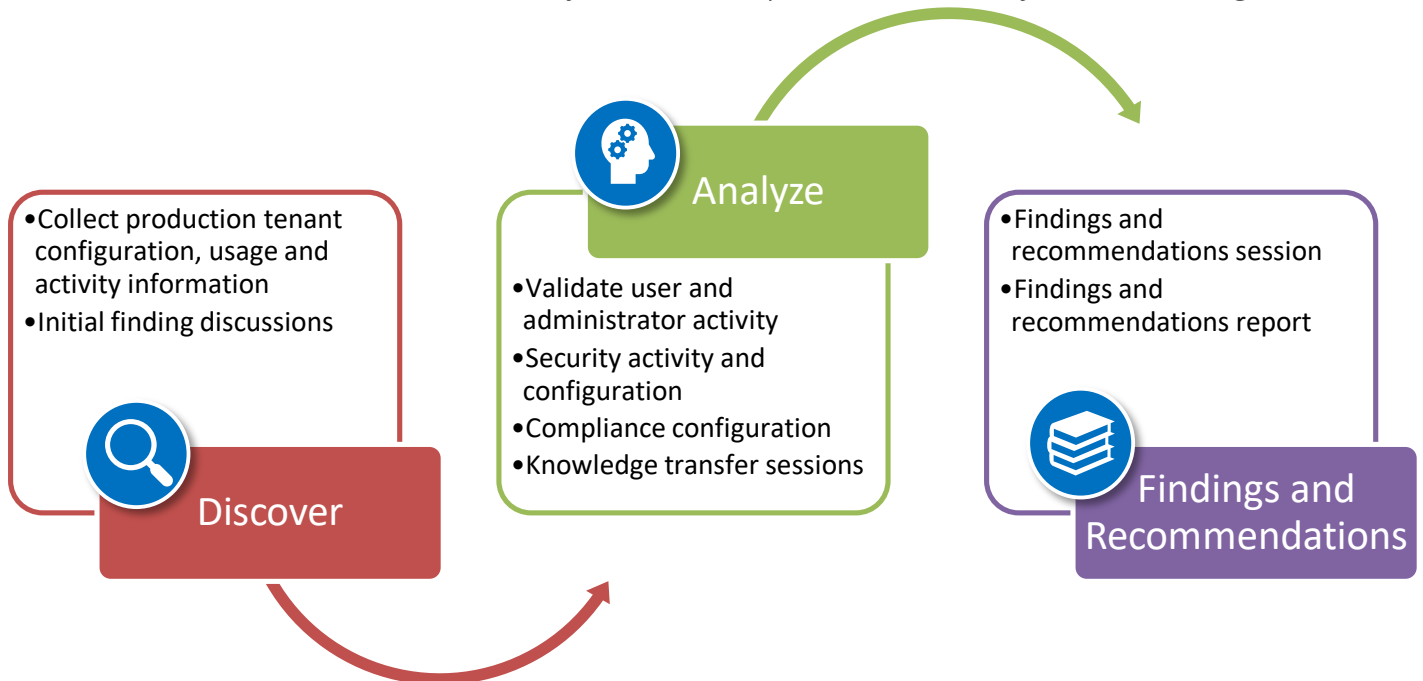 •Collect production tenant
configuration, usage and
activity information
•Initial finding discussions
Discover
Analyze
•Validate user and
administrator activity
•Security activity and
configuration
•Compliance configuration
•Knowledge transfer sessions
•Findings and
recommendations session
•Findings and
recommendations report
Findings and
Recommendations